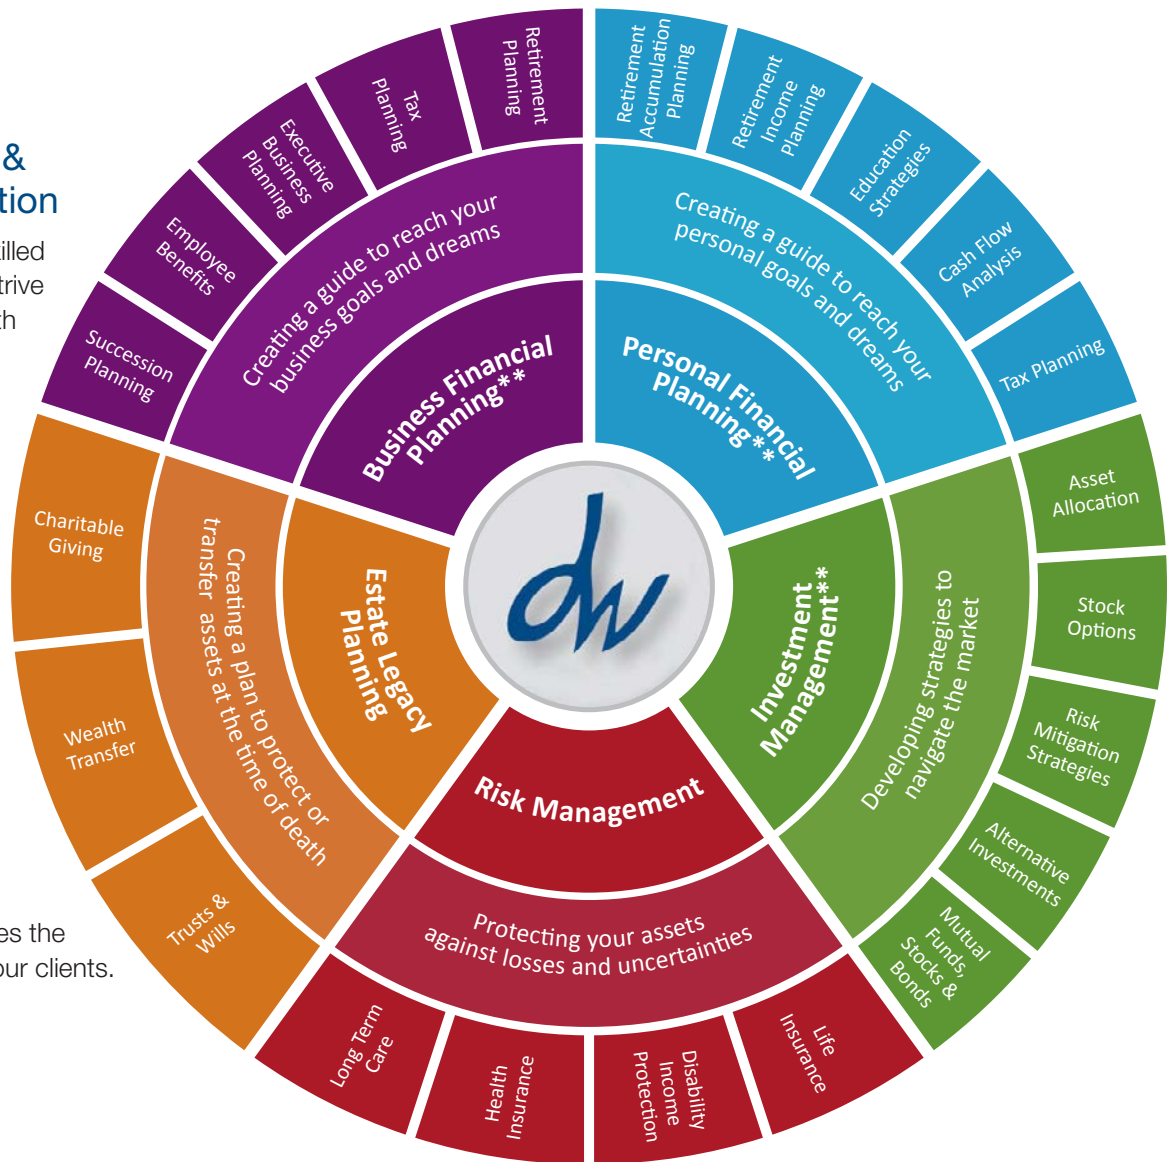 &
tion
killed
trive
th
es the
our clients.
Retirement
Accumulation
Planning
Retirement
Income
Planning
Education
Strategies
Cash Flow
Analysis
Tax Planning
Creating a guide to reach your
personal goals and dreams
Personal Financial
Planning**
Asset
Allocation
Stock
Options
Risk
Mitigation
Strategies
Alternative
Investments
Mutual
Funds,
Stocks &
Bonds
Developing strategies to
navigate the market
Investment
Management**
Life
Insurance
Disability
Income
Protection
Health
Insurance
Long Term
Care
Protecting your assets
against losses and uncertainties
Risk Management
Trusts &
Wills
Wealth
Transfer
Charitable
Giving
Creating a plan to protect or
transfer assets at the time of death
Estate Legacy
Planning
Succession
Planning
Employee
Benefits
Executive
Business
Planning
Tax
Planning
Retirement
Planning
Creating a guide to reach your
business goals and dreams
Business Financial
Planning**
dw